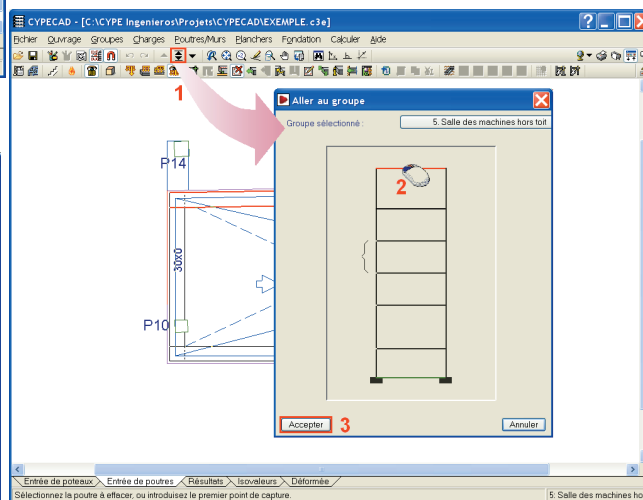 CYPECAD - [C:\CYPE Ingenieros\Projets\CYPECAD\EXEMPLE.c3e]
Fichier Ouvrage Groupes Charges Poutres/Murs Planchers Fondation Calculer Aide
1
Aller au groupe
Groupe sélectionné :
5. Salle des machines hors toit
P14
2
30x0
P10
Accepter
3
Annuler
Entrée de poteaux Entrée de poutres Résultats Isovaleurs Déformée
Sélectionnez la poutre à effacer, ou introduisez le premier point de capture.
5: Salle des machines ho